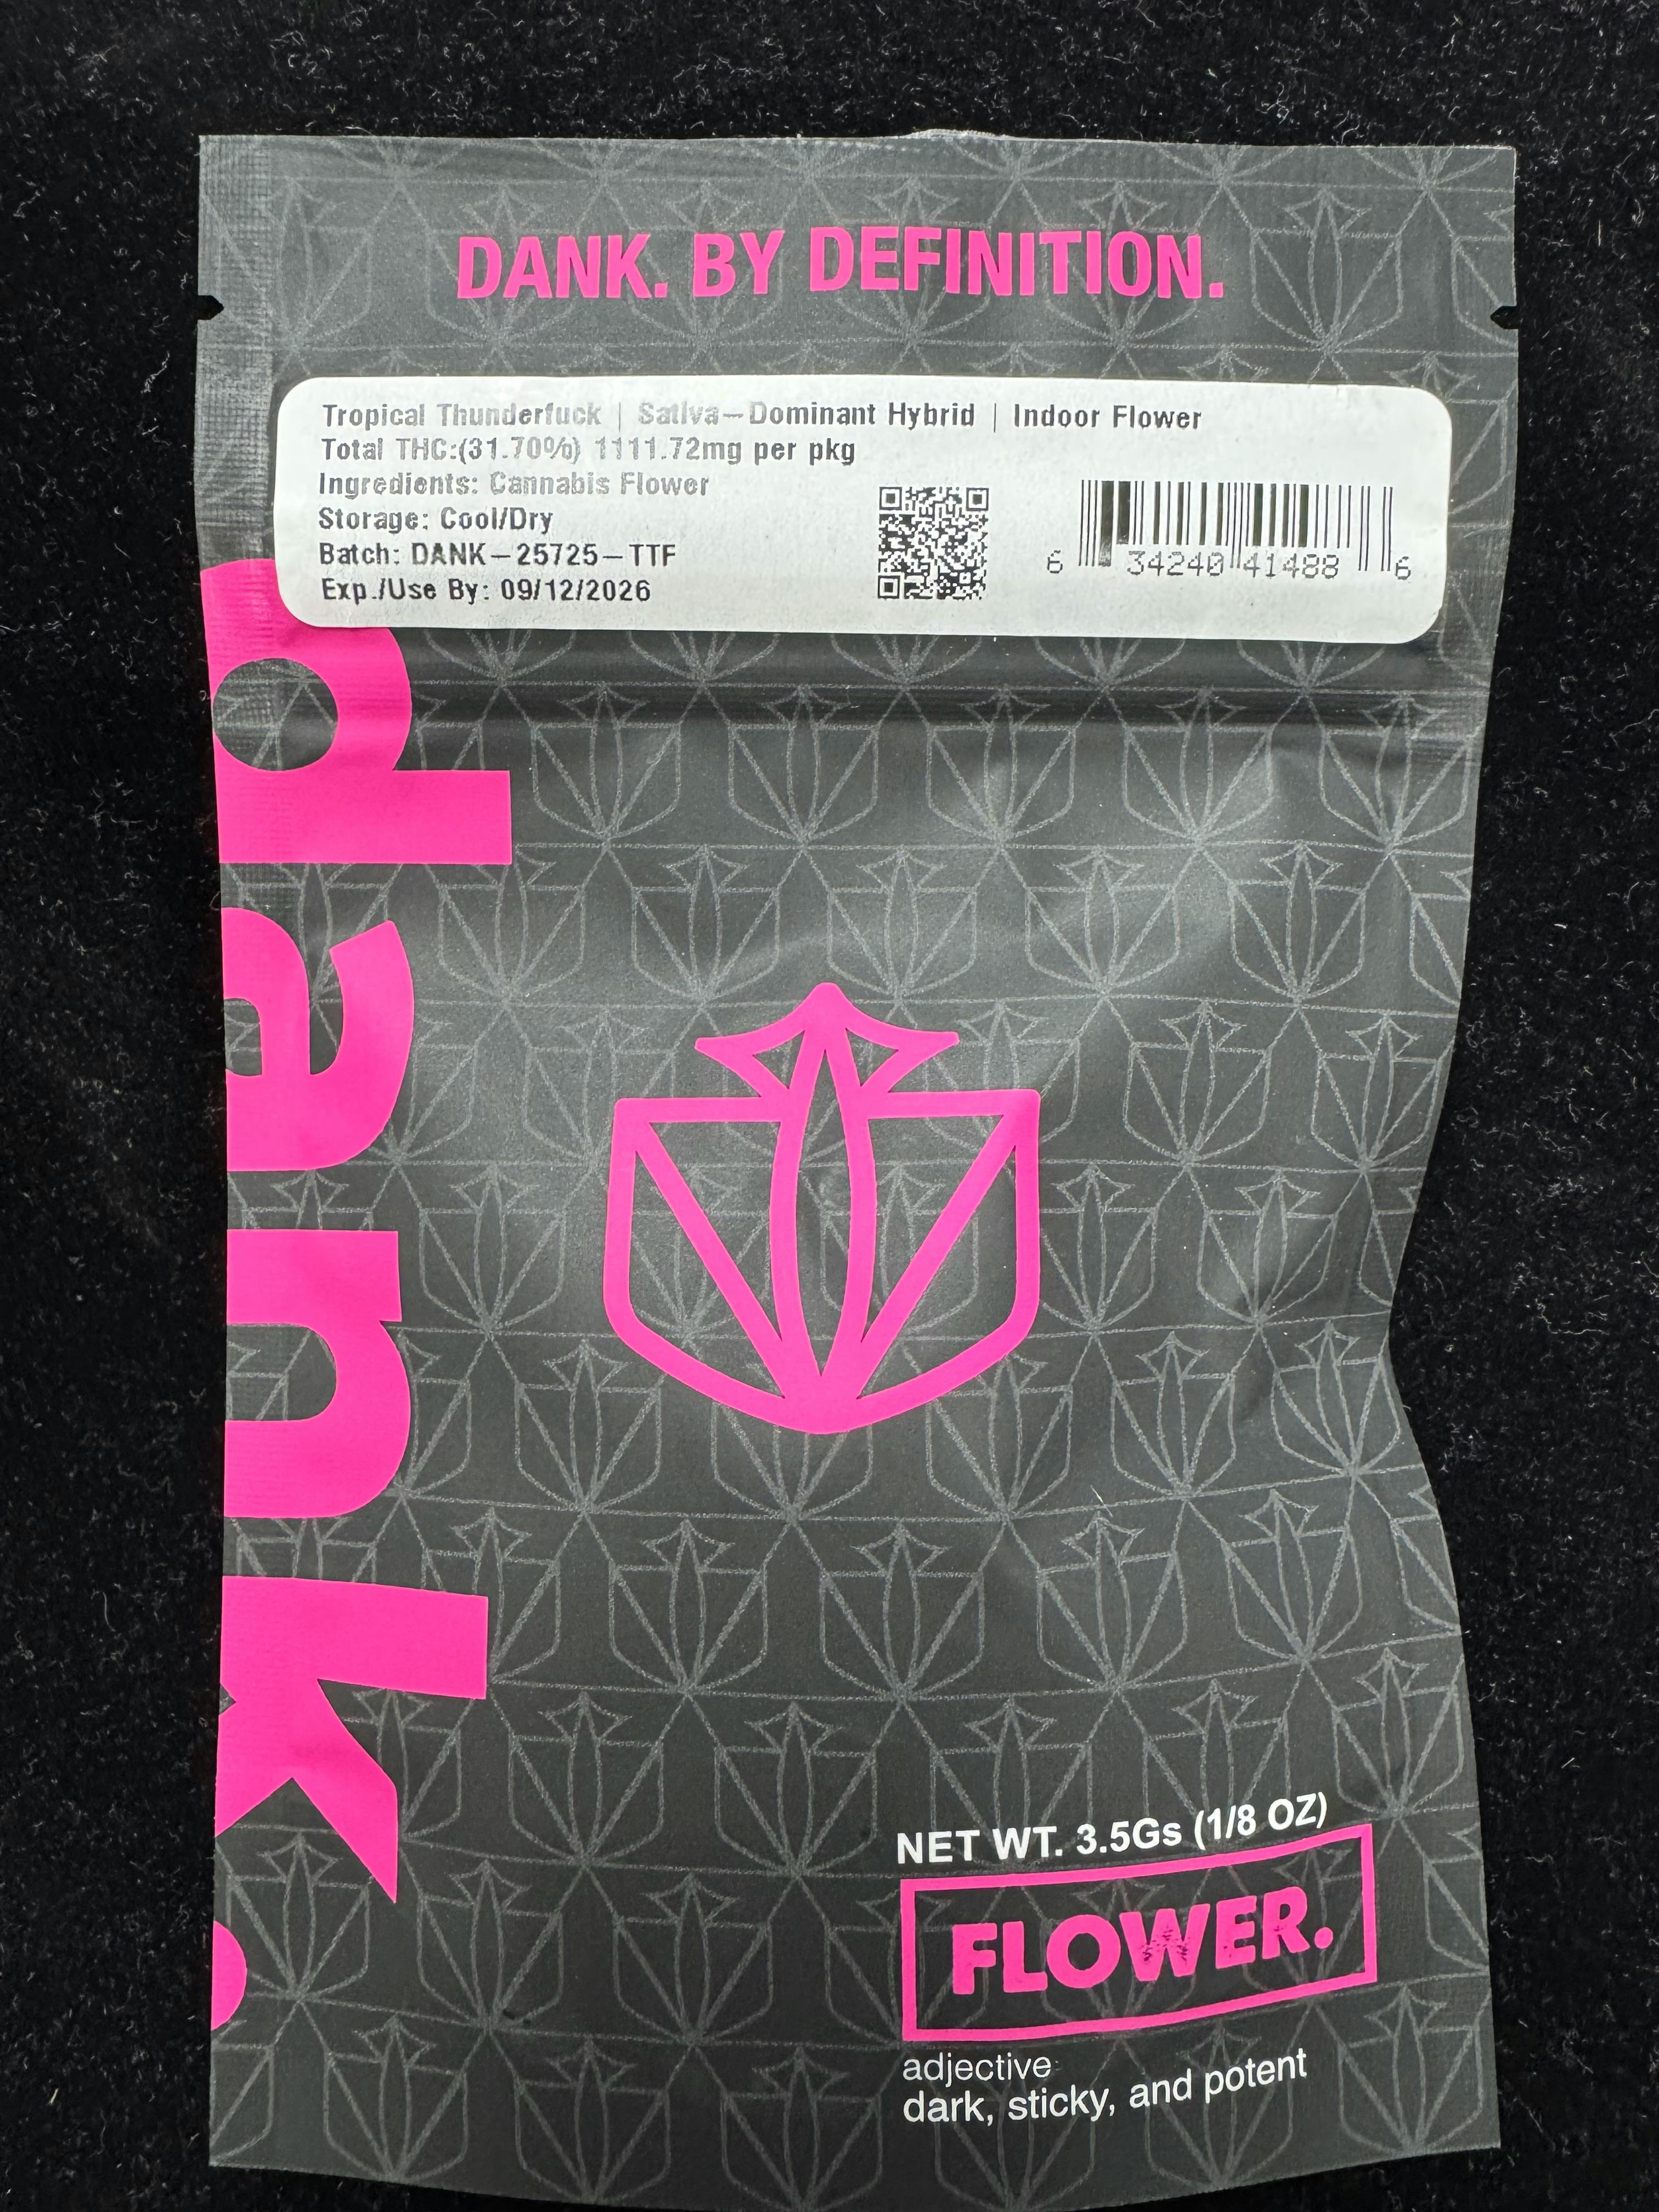 DANK. BY DEFINITION.
Tropical Thunderfuck | Sativa-Dominant Hybrid | Indoor Flower
Total THC:(31.70%) 1111.72mg per pkg
Ingredients: Cannabis Flower
Storage: Cool/Dry
Batch: DANK-25725-TTF
Exp./Use By: 09/12/2026
6 34240 41488 6
dank.
NET WT. 3.5Gs (1/8 OZ)
FLOWER.
adjective
dark, sticky, and potent